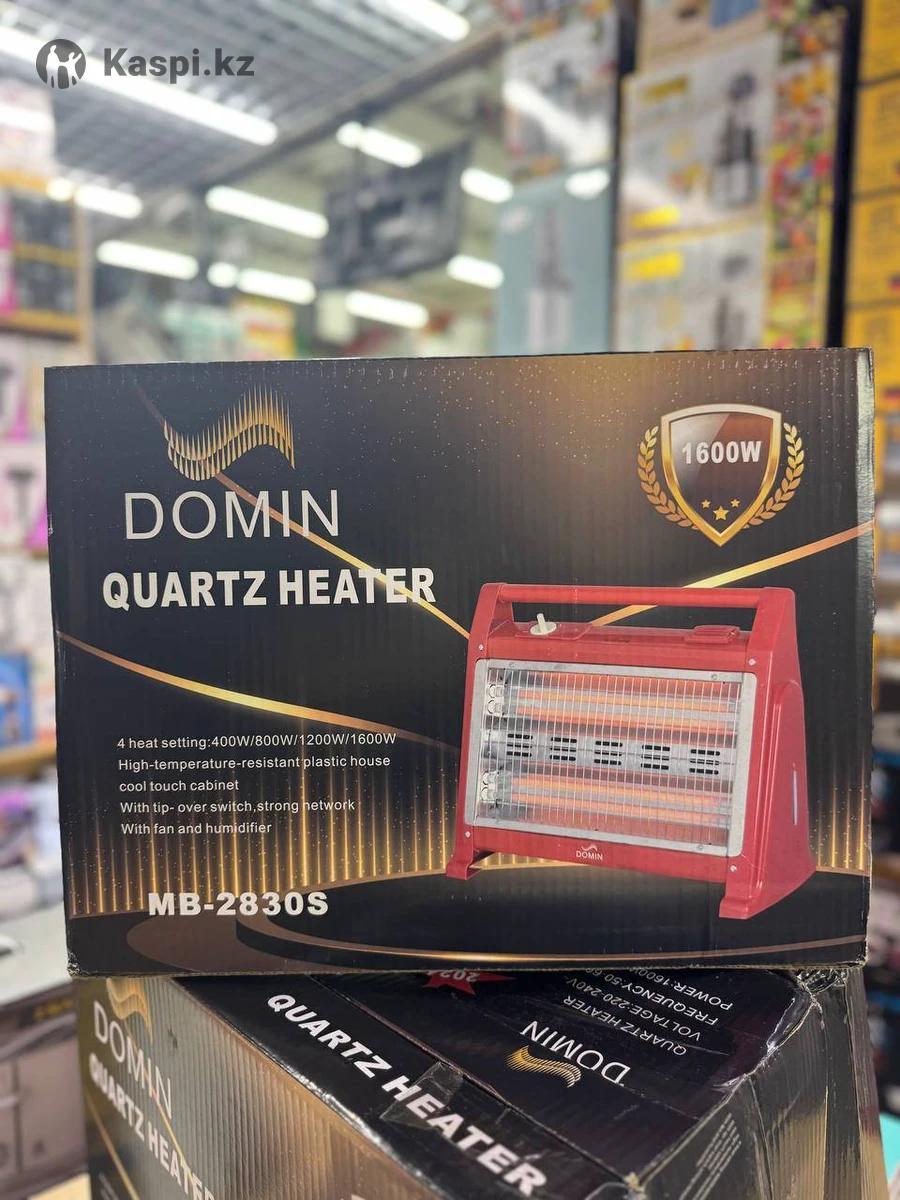 Kaspi.kz
DOMIN
QUARTZ HEATER
1600W
4 heat setting:400W/800W/1200W/1600W
High-temperature-resistant plastic house
cool touch cabinet
With tip- over switch,strong network
With fan and humidifier
MB-2830S
DOMIN
DOMIN
QUARTZ HEATER
QUARTZ HEATER
DOMIN
QUARTZ HEATER
VOLTAGE:220-240V
FREQUENCY:50-60
POWER:1600